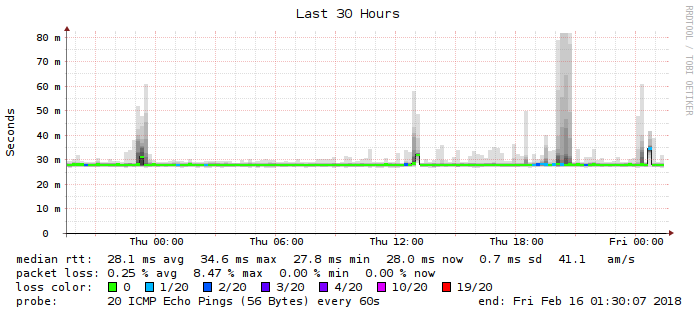 Last 30 Hours
RRDTOOL / TOBI OETIKER
Seconds
80 m
70 m
60 m
50 m
40 m
30 m
20 m
10 m
0
Thu 00:00 Thu 06:00 Thu 12:00 Thu 18:00 Fri 00:00
median rtt: 28.1 ms avg 34.6 ms max 27.8 ms min 28.0 ms now 0.7 ms sd 41.1 am/s
packet loss: 0.25 % avg 8.47 % max 0.00 % min 0.00 % now
loss color: 0 1/20 2/20 3/20 4/20 10/20 19/20
probe: 20 ICMP Echo Pings (56 Bytes) every 60s end: Fri Feb 16 01:30:07 2018